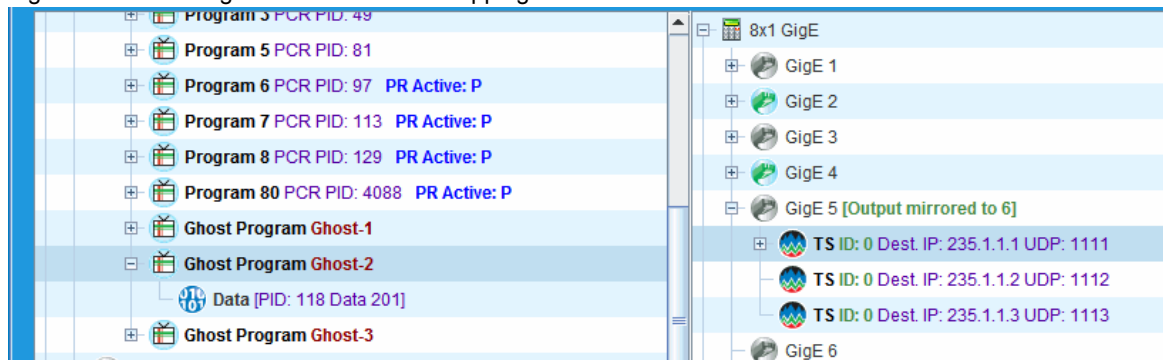 Program 3 PCR PID: 49
Program 5 PCR PID: 81
Program 6 PCR PID: 97 PR Active: P
Program 7 PCR PID: 113 PR Active: P
Program 8 PCR PID: 129 PR Active: P
Program 80 PCR PID: 4088 PR Active: P
Ghost Program Ghost-1
Ghost Program Ghost-2
Data [PID: 118 Data 201]
Ghost Program Ghost-3
8x1 GigE
GigE 1
GigE 2
GigE 3
GigE 4
GigE 5 [Output mirrored to 6]
TS ID: 0 Dest. IP: 235.1.1.1 UDP: 1111
TS ID: 0 Dest. IP: 235.1.1.2 UDP: 1112
TS ID: 0 Dest. IP: 235.1.1.3 UDP: 1113
GigE 6